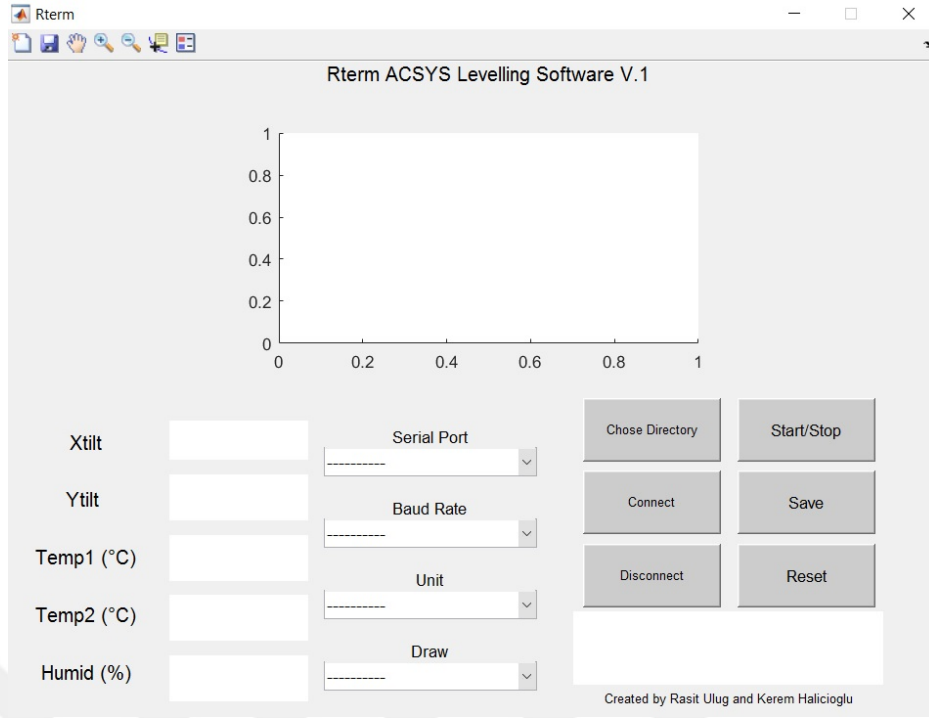 Rterm
Rterm ACSYS Levelling Software V.1
1
0.8
0.6
0.4
0.2
0
0 0.2 0.4 0.6 0.8 1
Xtilt
Ytilt
Temp1 (°C)
Temp2 (°C)
Humid (%)
Serial Port
----------
Baud Rate
----------
Unit
----------
Draw
----------
Chose Directory
Start/Stop
Connect
Save
Disconnect
Reset
Created by Rasit Ulug and Kerem Halicioglu